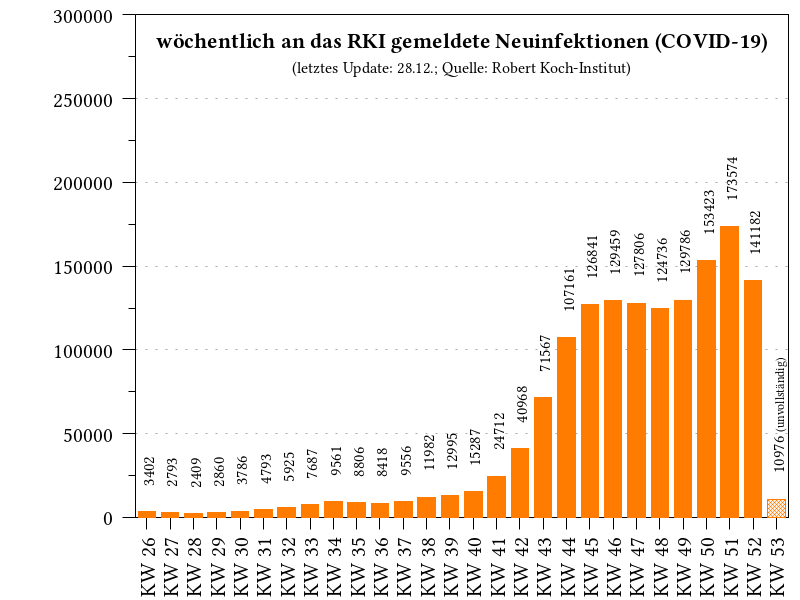 wöchentlich an das RKI gemeldete Neuinfektionen (COVID-19)
(letztes Update: 28.12.; Quelle: Robert Koch-Institut)
300000
250000
200000
150000
100000
50000
0
3402
2793
2409
2860
3786
4793
5925
7687
9561
8806
8418
9556
11982
12995
15287
24712
40968
71567
107161
126841
129459
127806
124736
129786
153423
173574
141182
10976 (unvollständig)
KW 26
KW 27
KW 28
KW 29
KW 30
KW 31
KW 32
KW 33
KW 34
KW 35
KW 36
KW 37
KW 38
KW 39
KW 40
KW 41
KW 42
KW 43
KW 44
KW 45
KW 46
KW 47
KW 48
KW 49
KW 50
KW 51
KW 52
KW 53